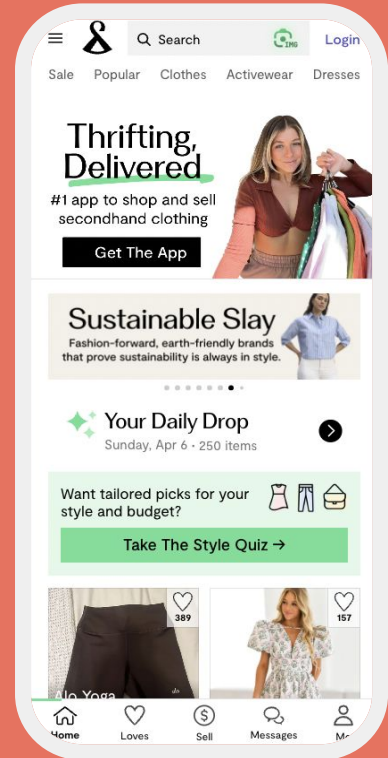 Search
IMG
Login
Sale Popular Clothes Activewear Dresses
Thrifting,
Delivered
#1 app to shop and sell
secondhand clothing
Get The App
Sustainable Slay
Fashion-forward, earth-friendly brands
that prove sustainability is always in style.
Your Daily Drop
Sunday, Apr 6 • 250 items
Want tailored picks for your
style and budget?
Take The Style Quiz →
389
157
Alo Yoga
Home Loves Sell Messages Me